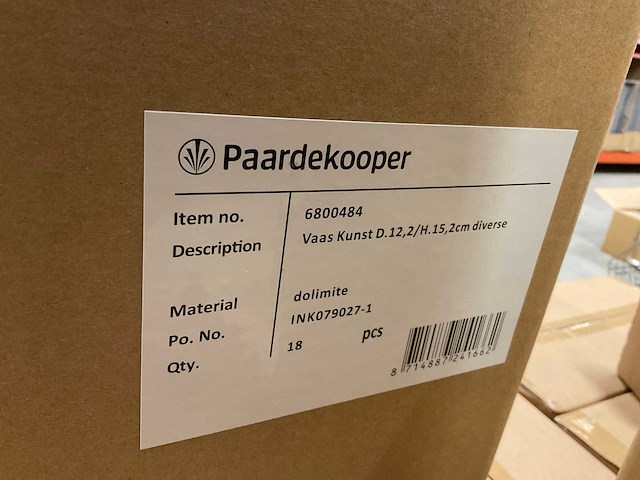 Paardekooper
Item no. 6800484
Description Vaas Kunst D.12,2/H.15,2cm diverse
Material dolimite
Po. No. INK079027-1
Qty. 18 pcs
8 714887 241662